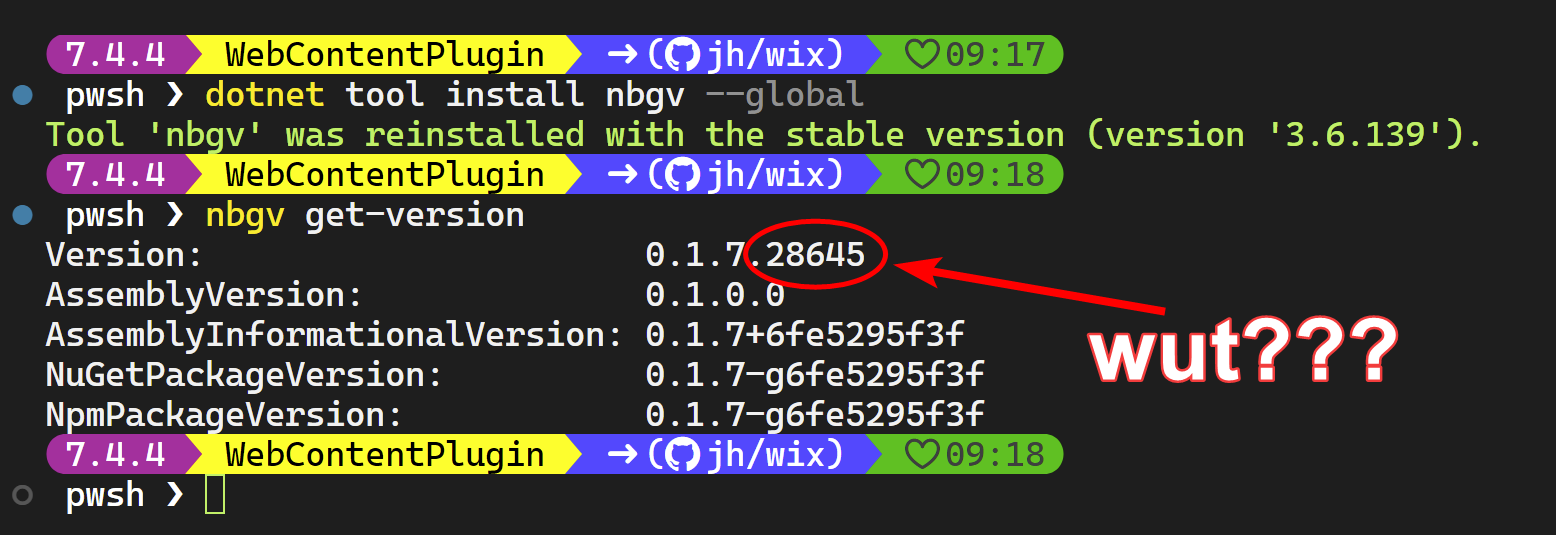 7.4.4 WebContentPlugin ➜ (jh/wix) ♡09:17
pwsh ❯ dotnet tool install nbgv --global
Tool 'nbgv' was reinstalled with the stable version (version '3.6.139').
7.4.4 WebContentPlugin ➜ (jh/wix) ♡09:18
pwsh ❯ nbgv get-version
Version: 0.1.7.28645
AssemblyVersion: 0.1.0.0
AssemblyInformationalVersion: 0.1.7+6fe5295f3f
NuGetPackageVersion: 0.1.7-g6fe5295f3f
NpmPackageVersion: 0.1.7-g6fe5295f3f
wut???
7.4.4 WebContentPlugin ➜ (jh/wix) ♡09:18
pwsh ❯